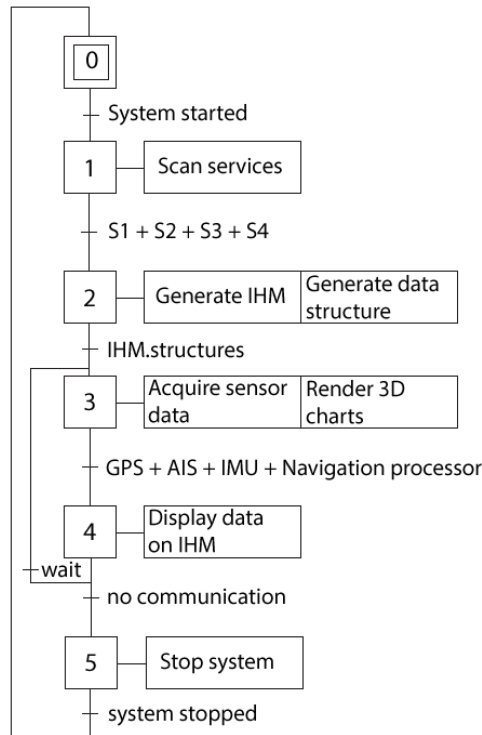 0
System started
1
Scan services
S1 + S2 + S3 + S4
2
Generate IHM
Generate data
structure
IHM.structures
3
Acquire sensor
data
Render 3D
charts
GPS + AIS + IMU + Navigation processor
4
Display data
on IHM
wait
no communication
5
Stop system
system stopped